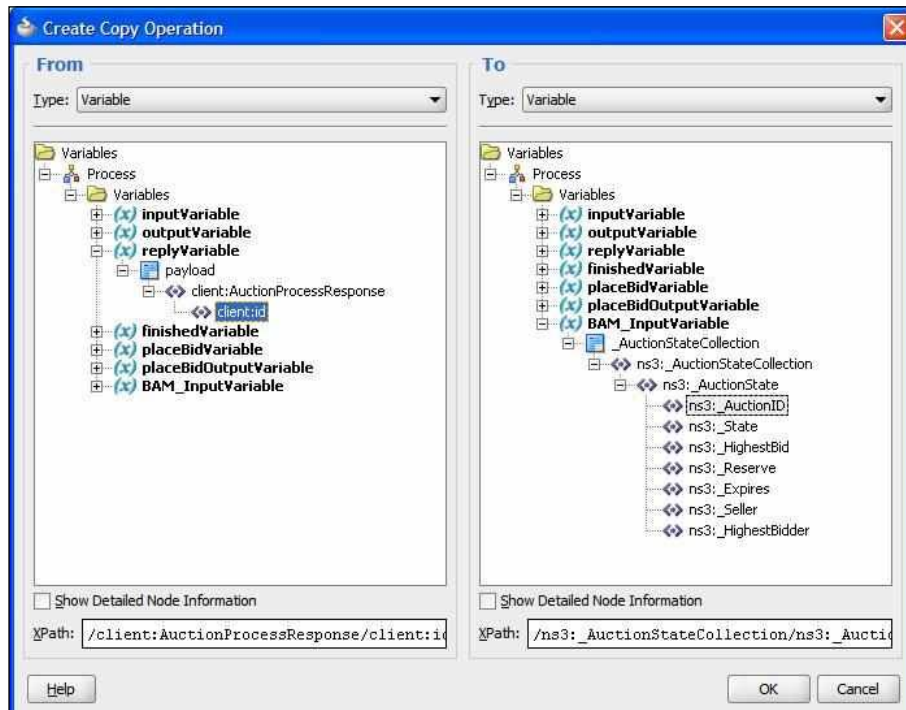 Create Copy Operation
From
Type: Variable
Variables
Process
Variables
(x) inputVariable
(x) outputVariable
(x) replyVariable
payload
client:AuctionProcessResponse
client:id
(x) finishedVariable
(x) placeBidVariable
(x) placeBidOutputVariable
(x) BAM_InputVariable
Show Detailed Node Information
XPath: /client:AuctionProcessResponse/client:id
To
Type: Variable
Variables
Process
Variables
(x) inputVariable
(x) outputVariable
(x) replyVariable
(x) finishedVariable
(x) placeBidVariable
(x) placeBidOutputVariable
(x) BAM_InputVariable
_AuctionStateCollection
ns3:_AuctionStateCollection
ns3:_AuctionState
ns3:_AuctionID
ns3:_State
ns3:_HighestBid
ns3:_Reserve
ns3:_Expires
ns3:_Seller
ns3:_HighestBidder
Show Detailed Node Information
XPath: /ns3:_AuctionStateCollection/ns3:_Auctio
Help
OK
Cancel